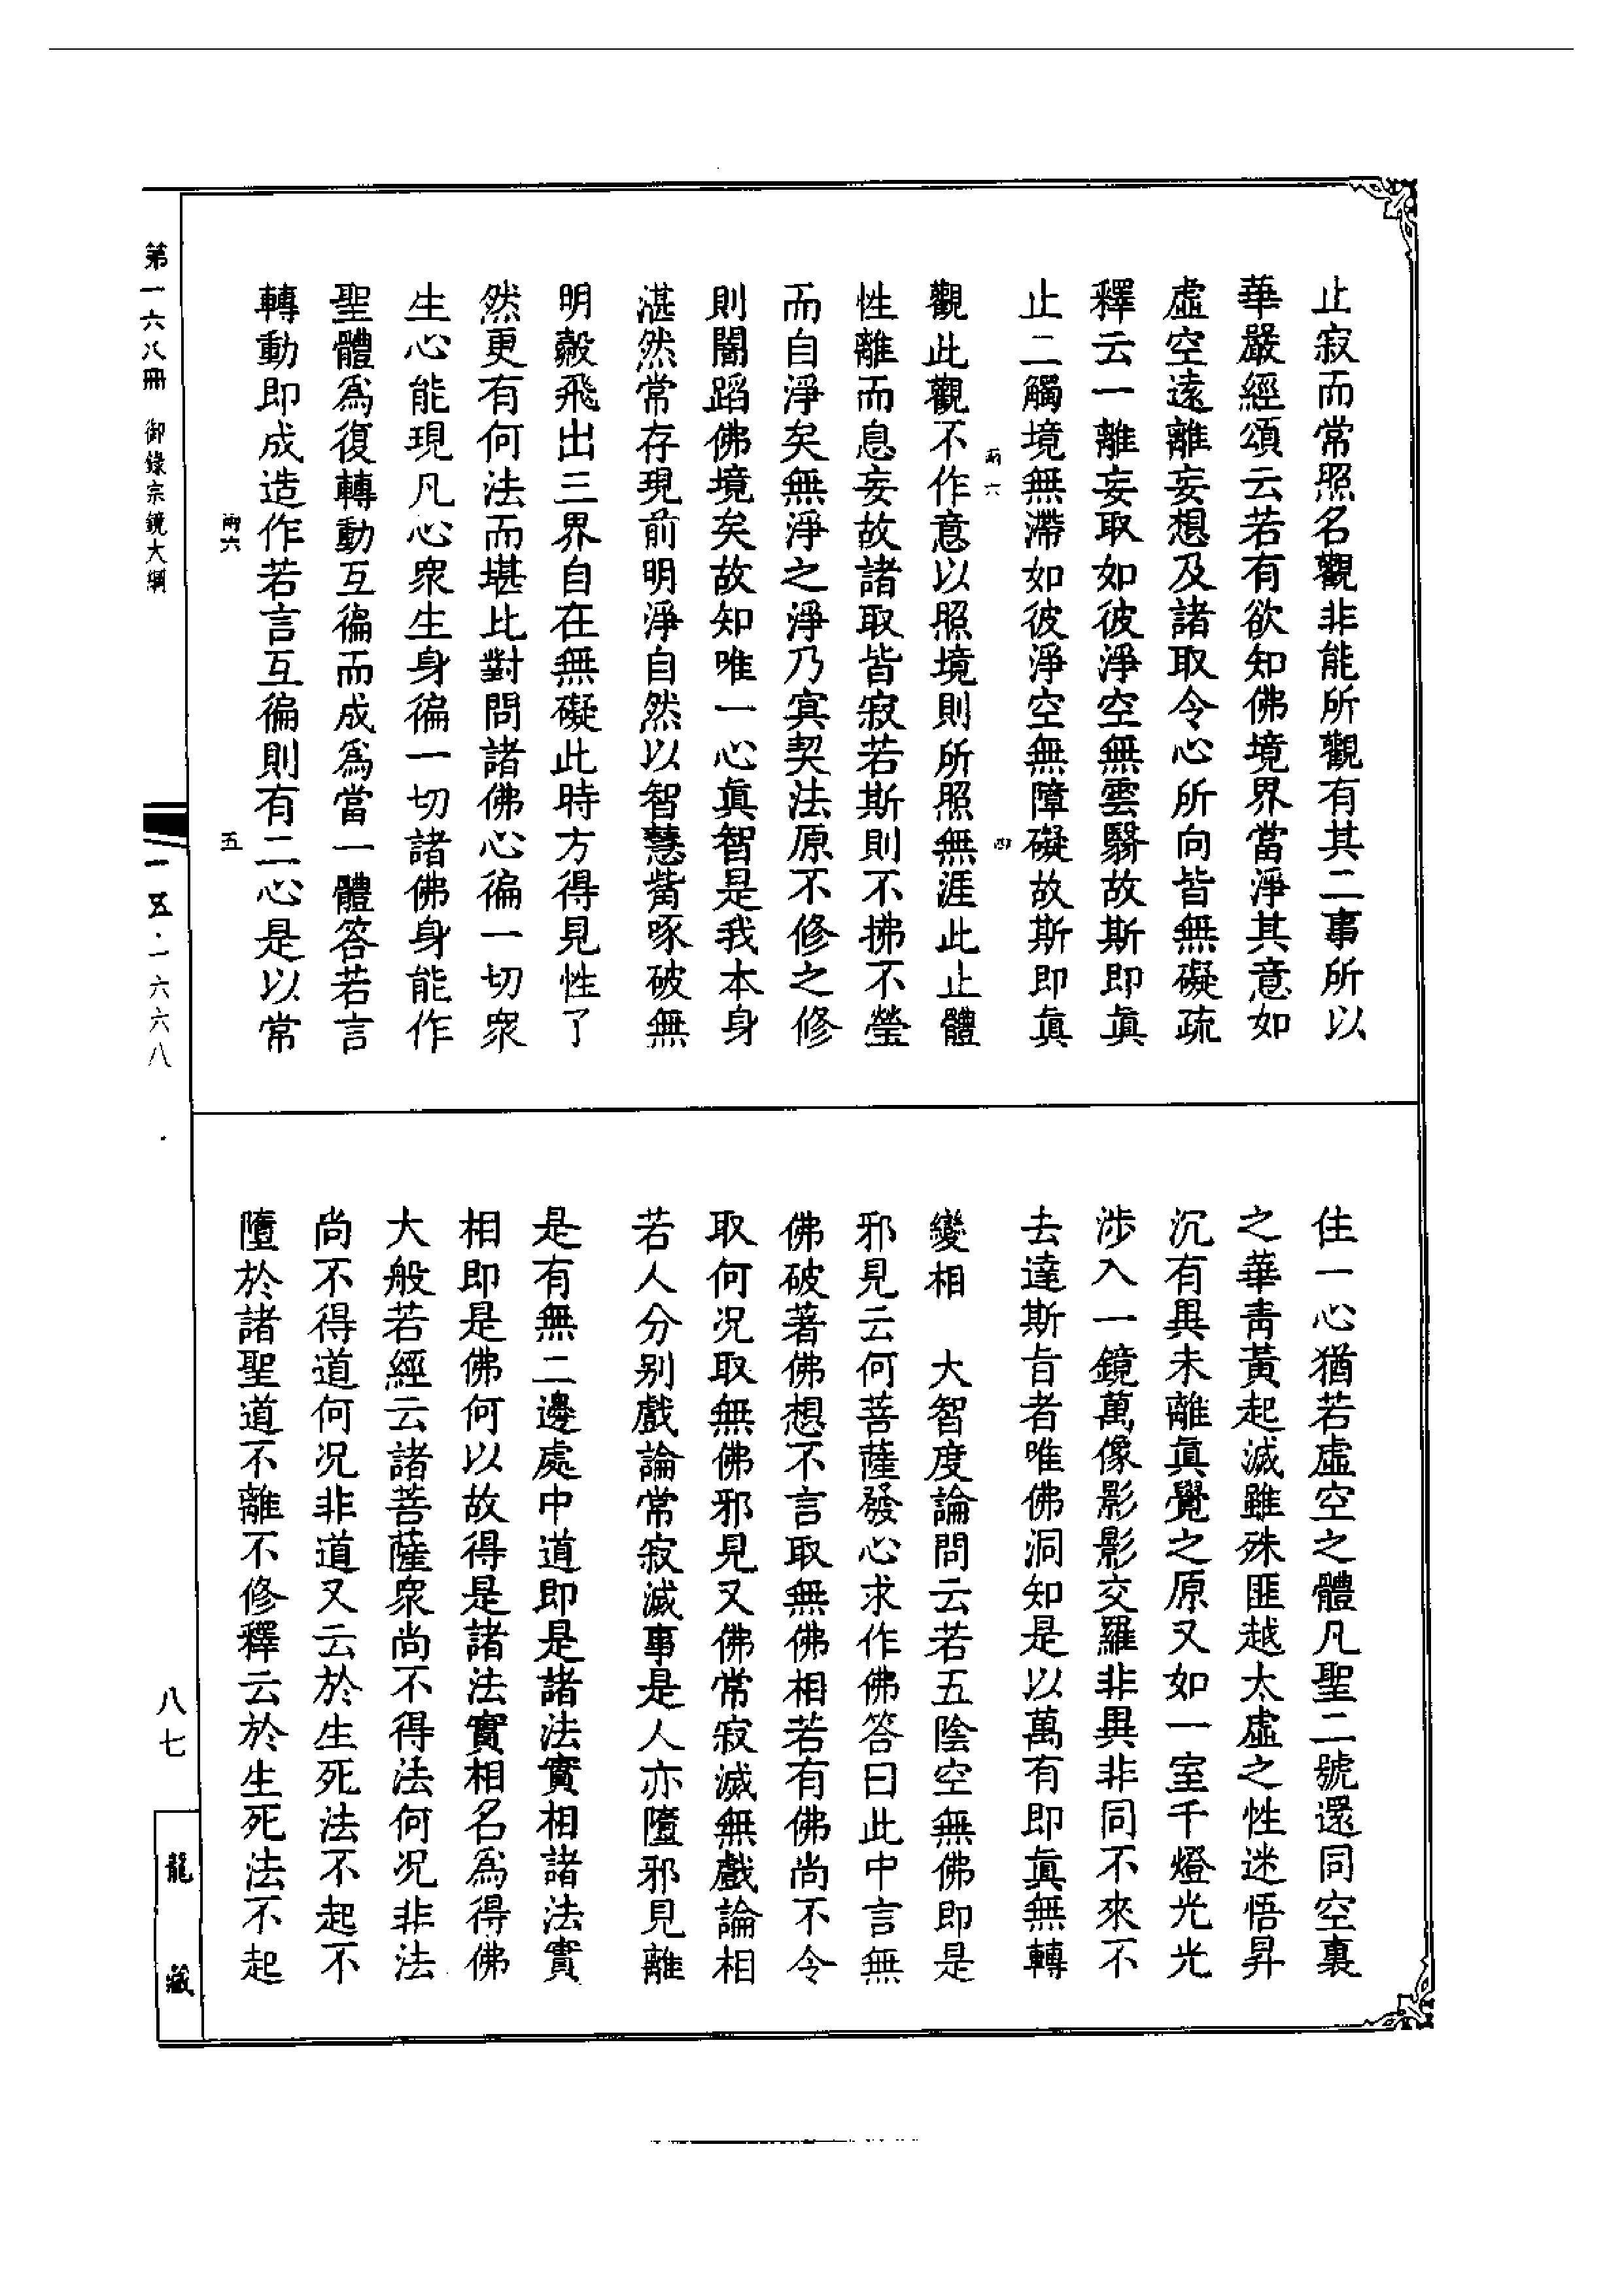 止寂而常照名觀非能所觀有其二事所以
華嚴經頌云若有欲知佛境界當淨其意如
虛空遠離妄想及諸取令心所向皆無礙疏
釋云一離妄取如彼淨空無雲翳故斯即眞
止二觸境無滯如彼淨空無障礙故斯即眞
兩六
四
觀此觀不作意以照境則所照無涯此止體
性離而息妄故諸取皆寂若斯則不拂不瑩
而自淨矣無淨之淨乃寘契法原不修之修
則闇蹈佛境矣故知唯一心眞智是我本身
湛然常存現前明淨自然以智慧觜啄破無
明㲉飛出三界自在無礙此時方得見性了
然更有何法而堪比對問諸佛心徧一切衆
生心能現凡心衆生身徧一切諸佛身能作
聖體爲復轉動互徧而成爲當一體答若言
轉動即成造作若言互徧則有二心是以常
兩六
五
住一心猶若虛空之體凡聖二號還同空裏
之華靑黃起滅雖殊匪越太虛之性迷悟昇
沉有異未離眞覺之原又如一室千燈光光
涉入一鏡萬像影影交羅非異非同不來不
去達斯旨者唯佛洞知是以萬有即眞無轉
變相　大智度論問云若五陰空無佛即是
邪見云何菩薩發心求作佛答曰此中言無
佛破著佛想不言取無佛相若有佛尚不令
取何況取無佛邪見又佛常寂滅無戲論相
若人分別戲論常寂滅事是人亦墮邪見離
是有無二邊處中道即是諸法實相諸法實
相即是佛何以故得是諸法實相名爲得佛
大般若經云諸菩薩衆尚不得法何況非法
尚不得道何況非道又云於生死法不起不
墮於諸聖道不離不修釋云於生死法不起
第一六八冊　御錄宗鏡大綱
一五·一六六八
八七
龍藏